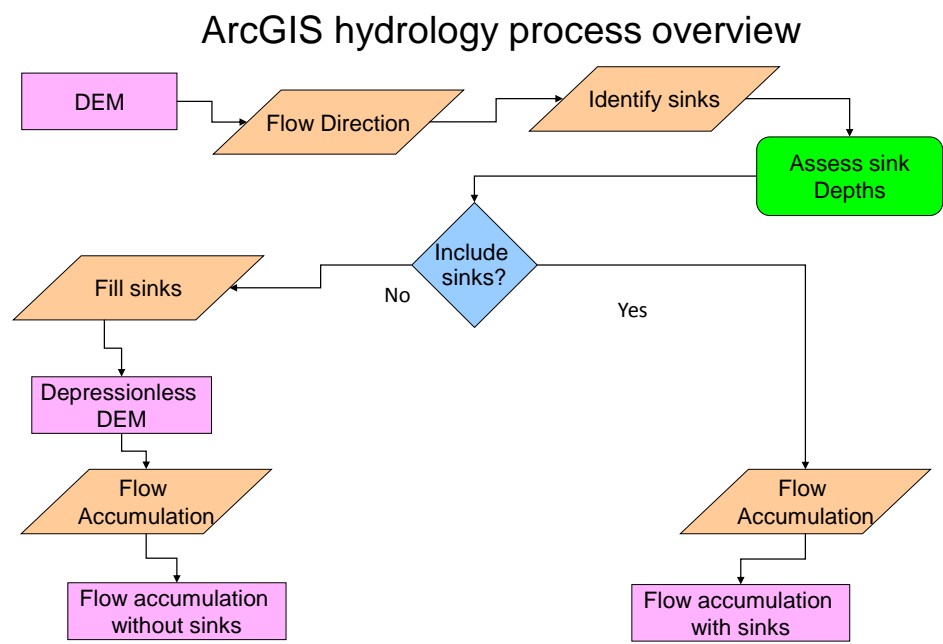 ArcGIS hydrology process overview
DEM
Flow Direction
Identify sinks
Assess sink
Depths
Include
sinks?
No
Yes
Fill sinks
Depressionless
DEM
Flow
Accumulation
Flow accumulation
without sinks
Flow
Accumulation
Flow accumulation
with sinks